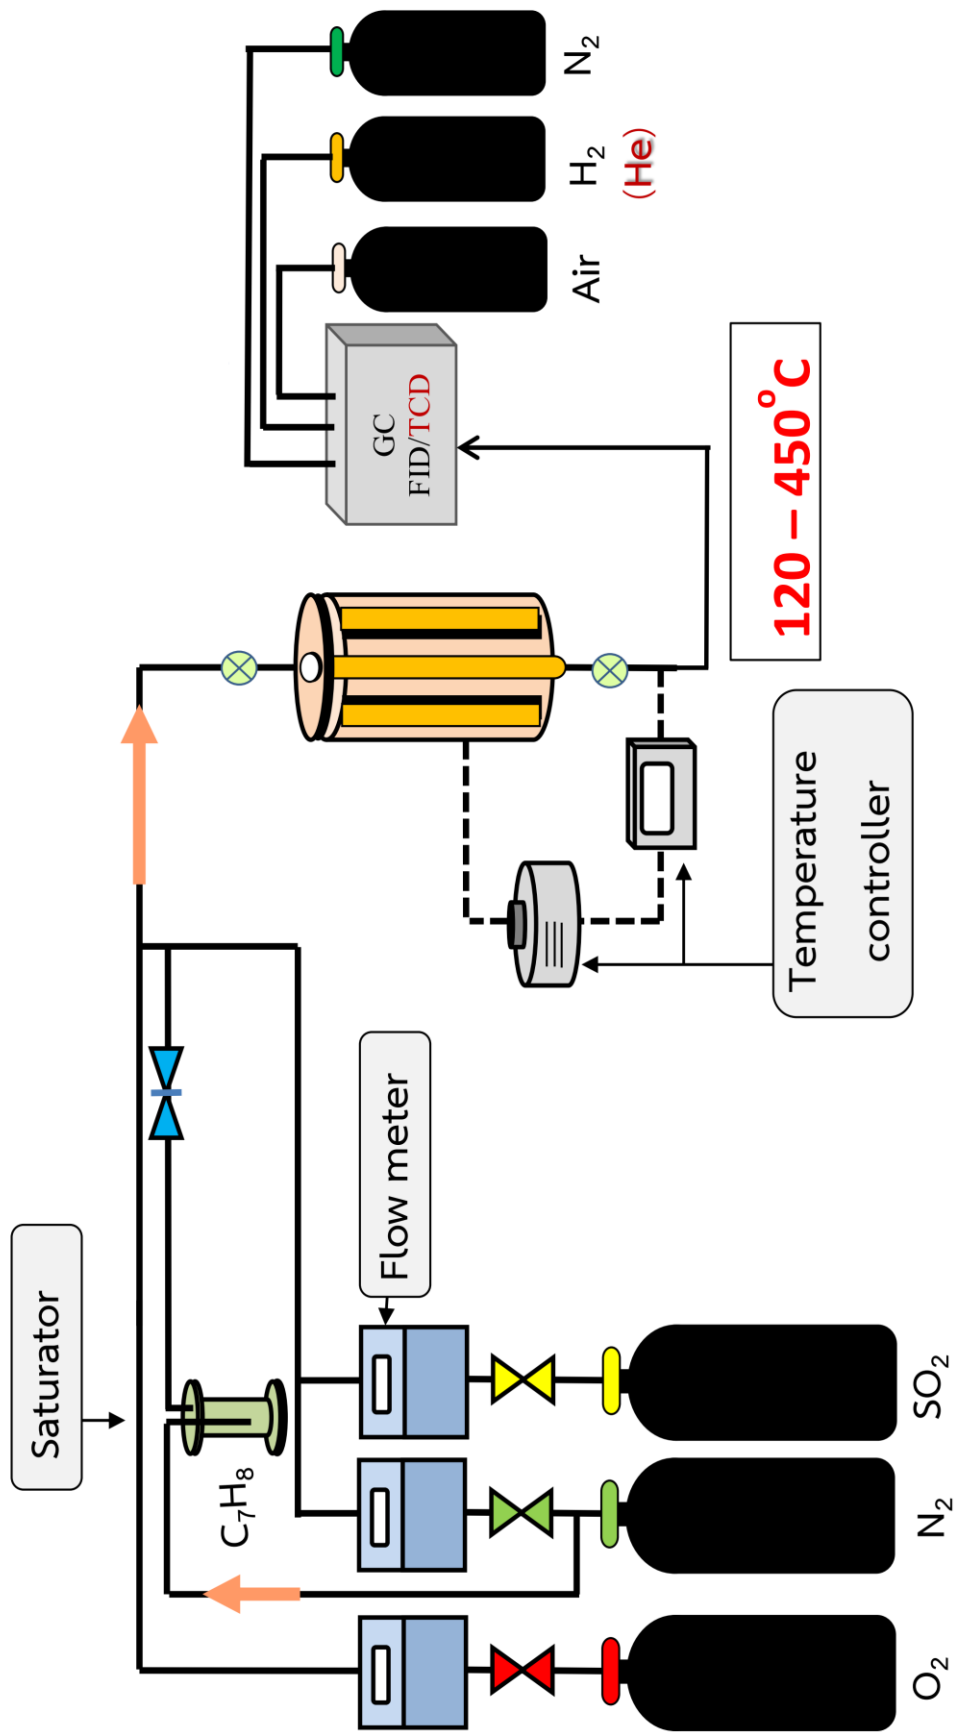 Saturator
C₇H₈
Flow meter
O₂
N₂
SO₂
Temperature
controller
120 – 450°C
GC
FID/TCD
Air
H₂
(He)
N₂